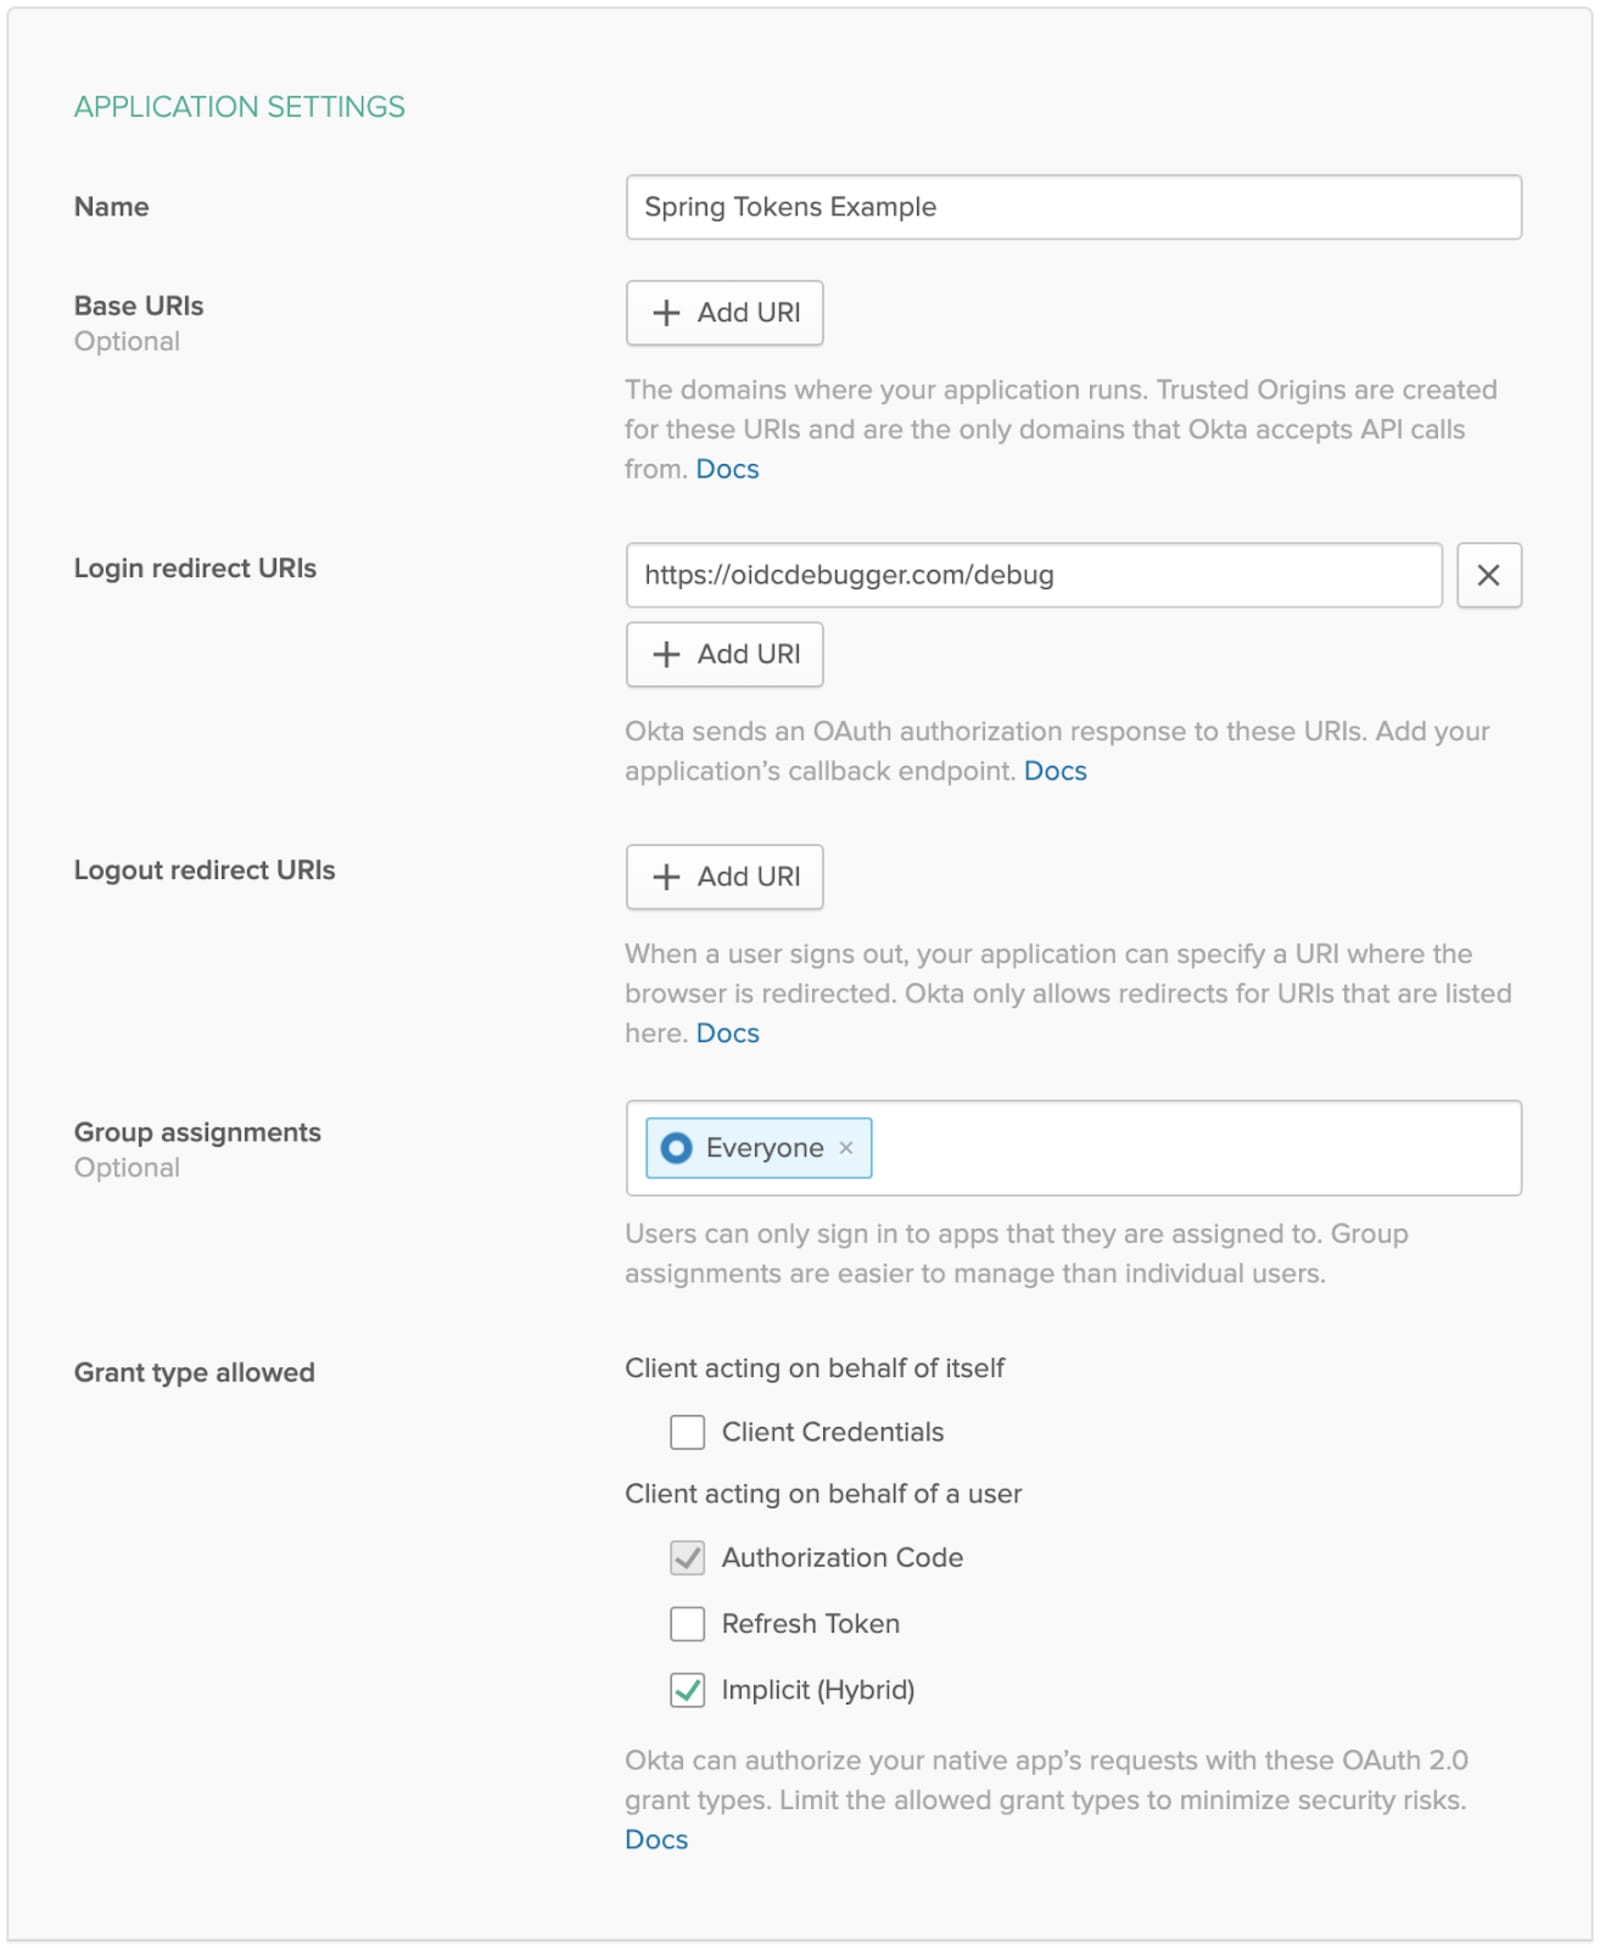 APPLICATION SETTINGS
Name
Spring Tokens Example
Base URIs
Optional
+ Add URI
The domains where your application runs. Trusted Origins are created
for these URIs and are the only domains that Okta accepts API calls
from. Docs
Login redirect URIs
https://oidcdebugger.com/debug
+ Add URI
Okta sends an OAuth authorization response to these URIs. Add your
application’s callback endpoint. Docs
Logout redirect URIs
+ Add URI
When a user signs out, your application can specify a URI where the
browser is redirected. Okta only allows redirects for URIs that are listed
here. Docs
Group assignments
Optional
Everyone ×
Users can only sign in to apps that they are assigned to. Group
assignments are easier to manage than individual users.
Grant type allowed
Client acting on behalf of itself
Client Credentials
Client acting on behalf of a user
Authorization Code
Refresh Token
Implicit (Hybrid)
Okta can authorize your native app’s requests with these OAuth 2.0
grant types. Limit the allowed grant types to minimize security risks.
Docs